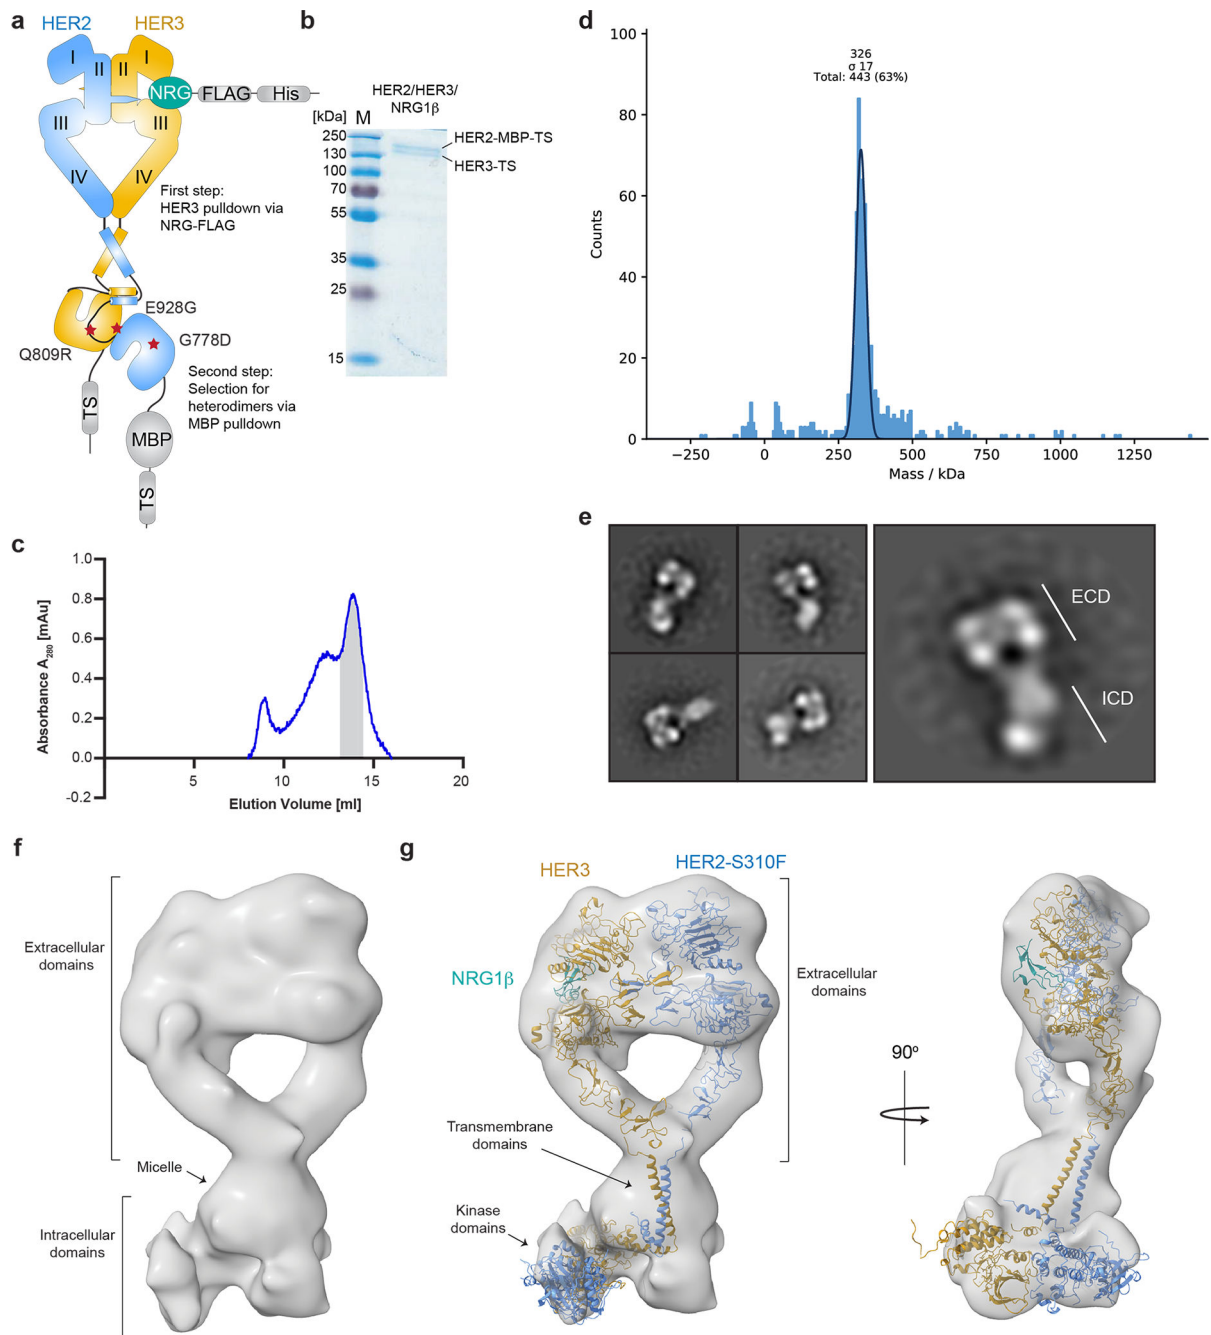 a
HER2
HER3
I
II
II
I
NRG
FLAG
His
III
III
IV
IV
First step:
HER3 pulldown via
NRG-FLAG
E928G
Q809R
G778D
Second step:
Selection for
heterodimers via
MBP pulldown
TS
MBP
TS
b
HER2/HER3/
NRG1β
[kDa]
M
250
130
100
70
55
35
25
15
HER2-MBP-TS
HER3-TS
c
Absorbance A280 [mAu]
1.0
0.8
0.6
0.4
0.2
0.0
-0.2
5
10
15
20
Elution Volume [ml]
d
326
σ 17
Total: 443 (63%)
Counts
100
80
60
40
20
0
−250
0
250
500
750
1000
1250
Mass / kDa
e
ECD
ICD
f
Extracellular
domains
Micelle
Intracellular
domains
g
HER3
HER2-S310F
NRG1β
Extracellular
domains
Transmembrane
domains
Kinase
domains
90º